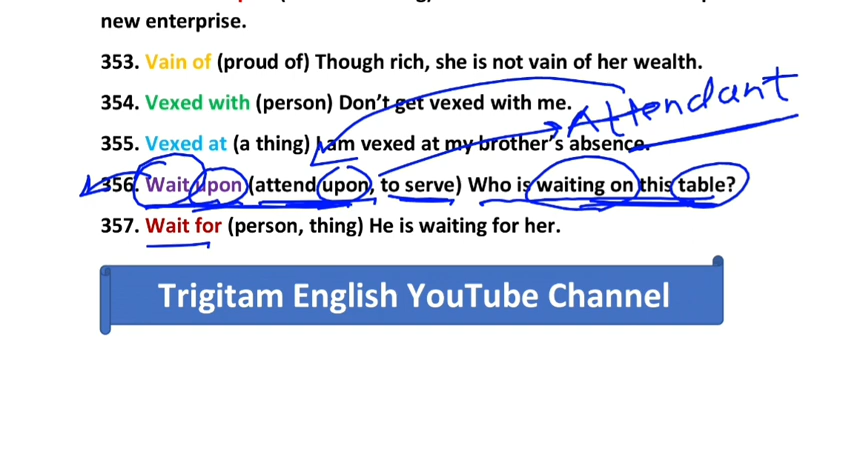 new enterprise.
353. Vain of (proud of) Though rich, she is not vain of her wealth.
354. Vexed with (person) Don't get vexed with me.
Attendant
355. Vexed at (a thing) I am vexed at my brother's absence.
356. Wait upon (attend upon, to serve) Who is waiting on this table?
357. Wait for (person, thing) He is waiting for her.
Trigitam English YouTube Channel